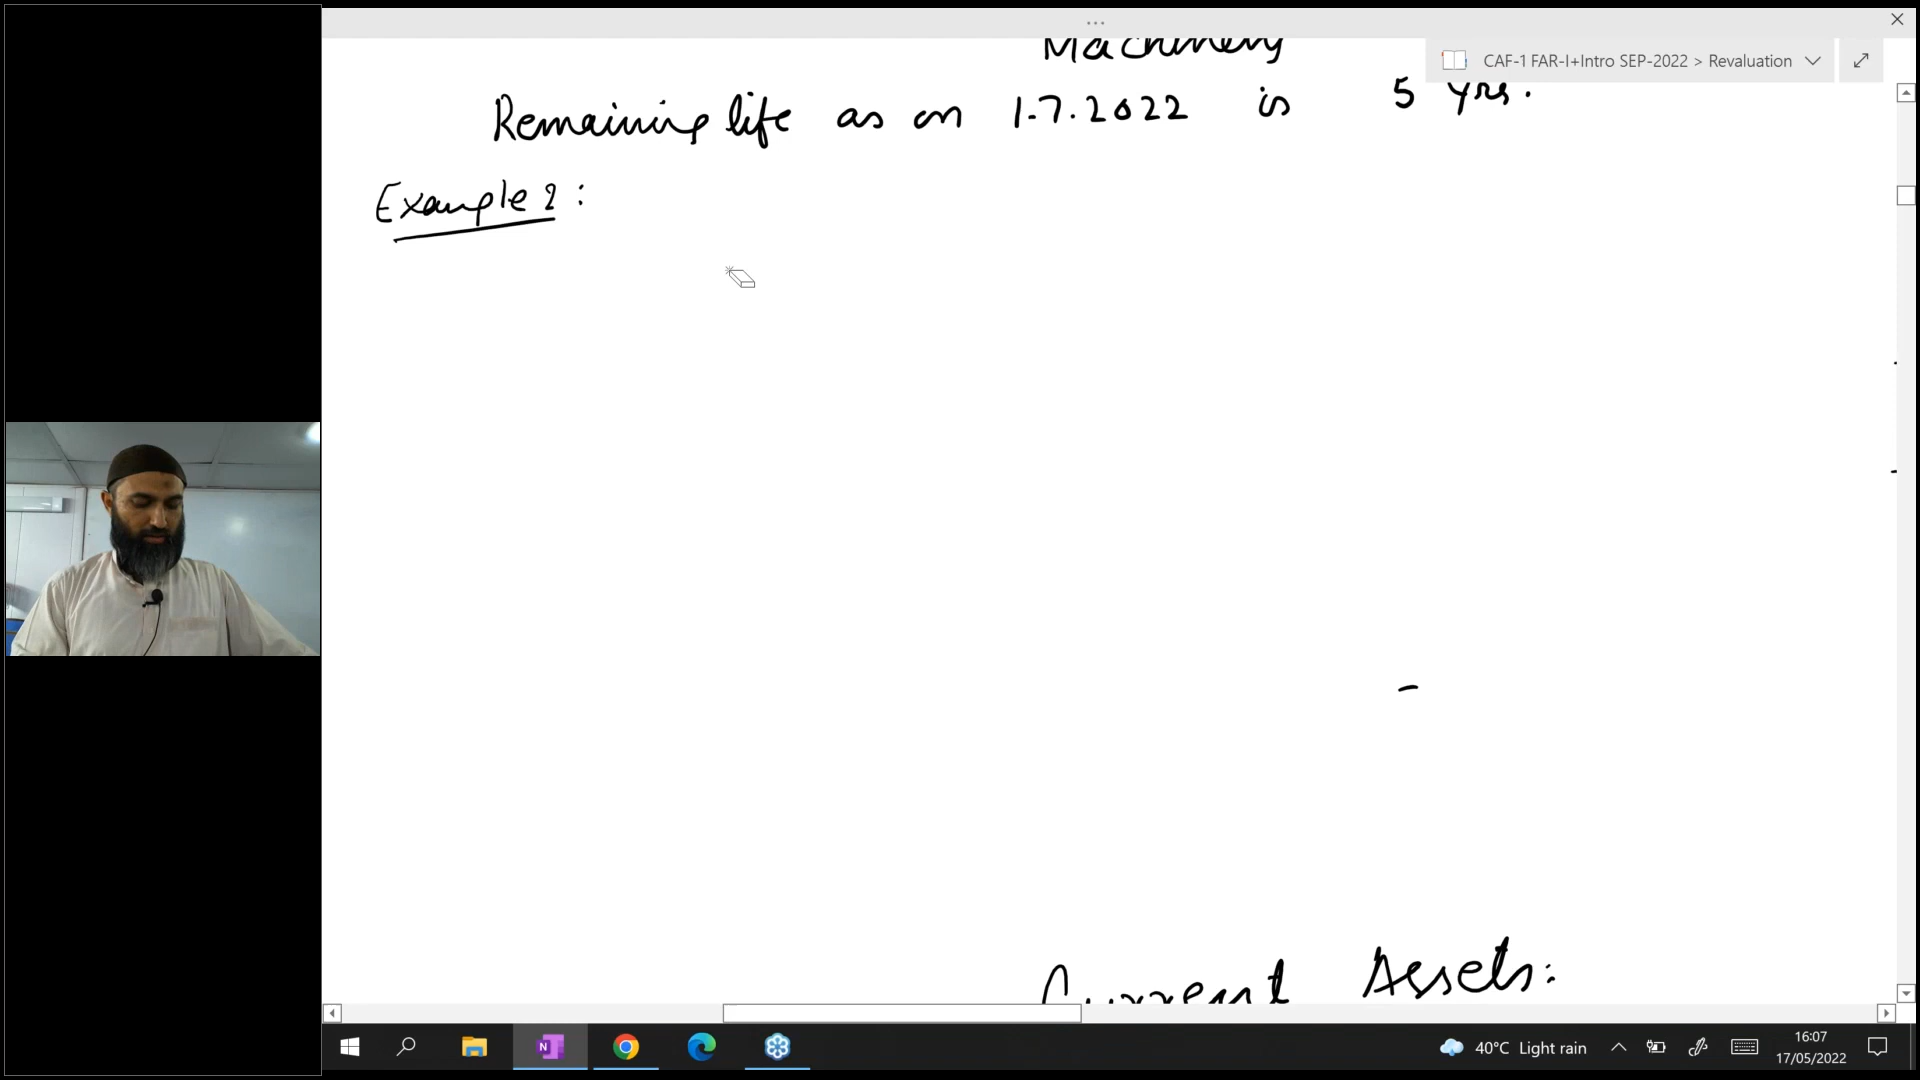 Machinery
CAF-1 FAR-I+Intro SEP-2022 > Revaluation
Remaining life as on 1.7.2022 is 5 yrs.
Example 2 :
Current Assets:
40°C Light rain
16:07
17/05/2022